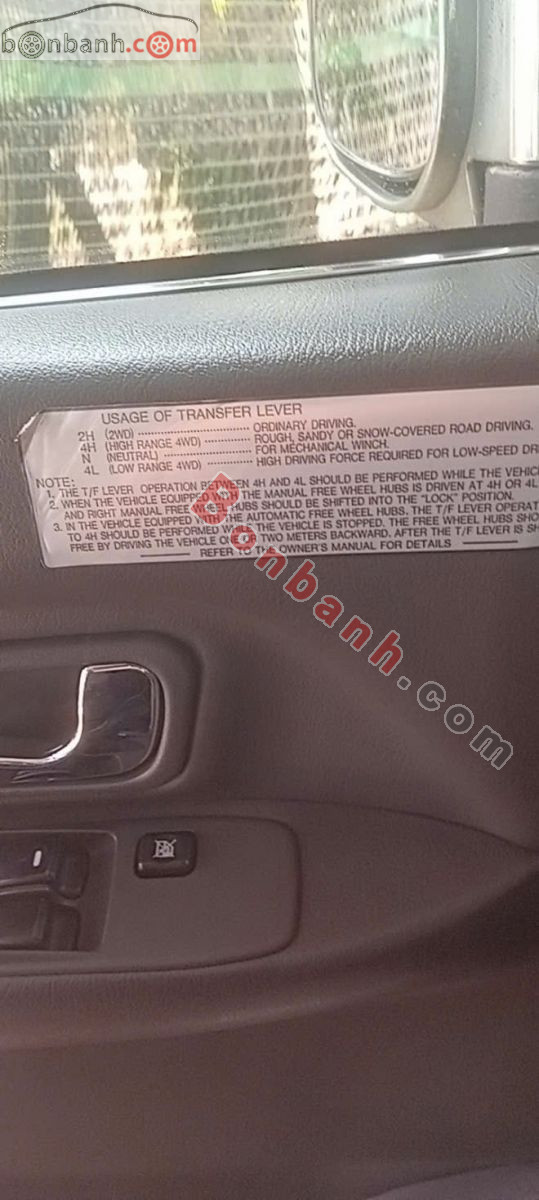 bonbanh.com
USAGE OF TRANSFER LEVER
2H (2WD) ORDINARY DRIVING.
4H (HIGH RANGE 4WD) ROUGH, SANDY OR SNOW-COVERED ROAD DRIVING.
N (NEUTRAL) FOR MECHANICAL WINCH.
4L (LOW RANGE 4WD) HIGH DRIVING FORCE REQUIRED FOR LOW-SPEED
NOTE:
1. THE T/F LEVER OPERATION BETWEEN 4H AND 4L SHOULD BE PERFORMED WHILE THE
2. WHEN THE VEHICLE EQUIPPED WITH THE MANUAL FREE WHEEL HUBS IS DRIVEN AT 4H OR 4L
AND RIGHT MANUAL FREE WHEEL HUBS SHOULD BE SHIFTED INTO THE "LOCK" POSITION.
3. IN THE VEHICLE EQUIPPED WITH THE AUTOMATIC FREE WHEEL HUBS. THE T/F LEVER
TO 4H SHOULD BE PERFORMED WHEN THE VEHICLE IS STOPPED. THE FREE WHEEL HUBS
FREE BY DRIVING THE VEHICLE ONE OR TWO METERS BACKWARD. AFTER THE T/F LEVER IS
REFER TO THE OWNER'S MANUAL FOR DETAILS
Bonbanh.com